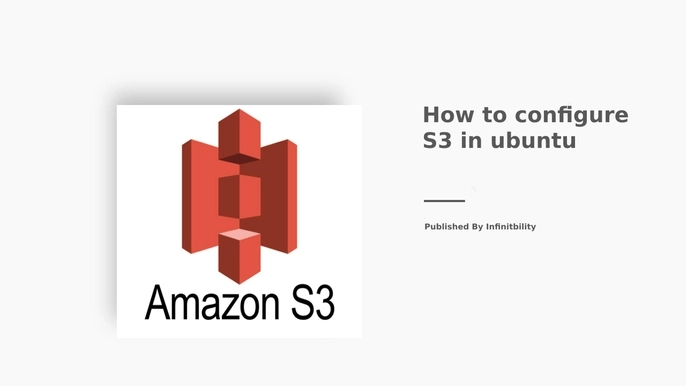 How to configure
S3 in ubuntu
Published By Infinitbility
Amazon S3